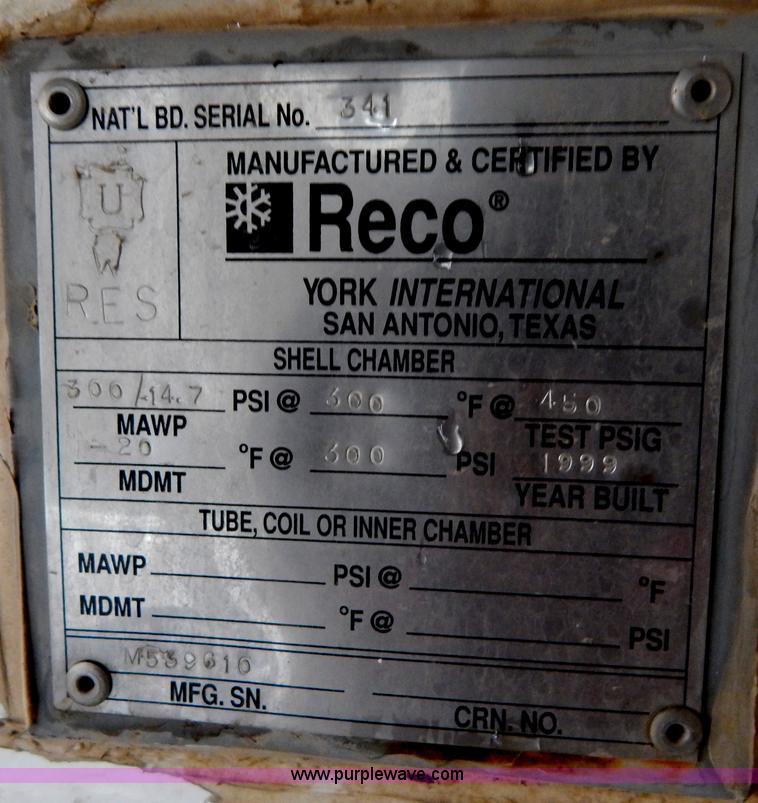 NAT'L BD. SERIAL No. 341
U
W
R.E S
MANUFACTURED & CERTIFIED BY
Reco®
YORK INTERNATIONAL
SAN ANTONIO, TEXAS
SHELL CHAMBER
300/-14.7 PSI @ 300 °F @ 450
MAWP TEST PSIG
-20 °F @ 300 PSI 1999
MDMT YEAR BUILT
TUBE, COIL OR INNER CHAMBER
MAWP PSI @ °F
MDMT °F @ PSI
M539610
MFG. SN. CRN. NO.
www.purplewave.com